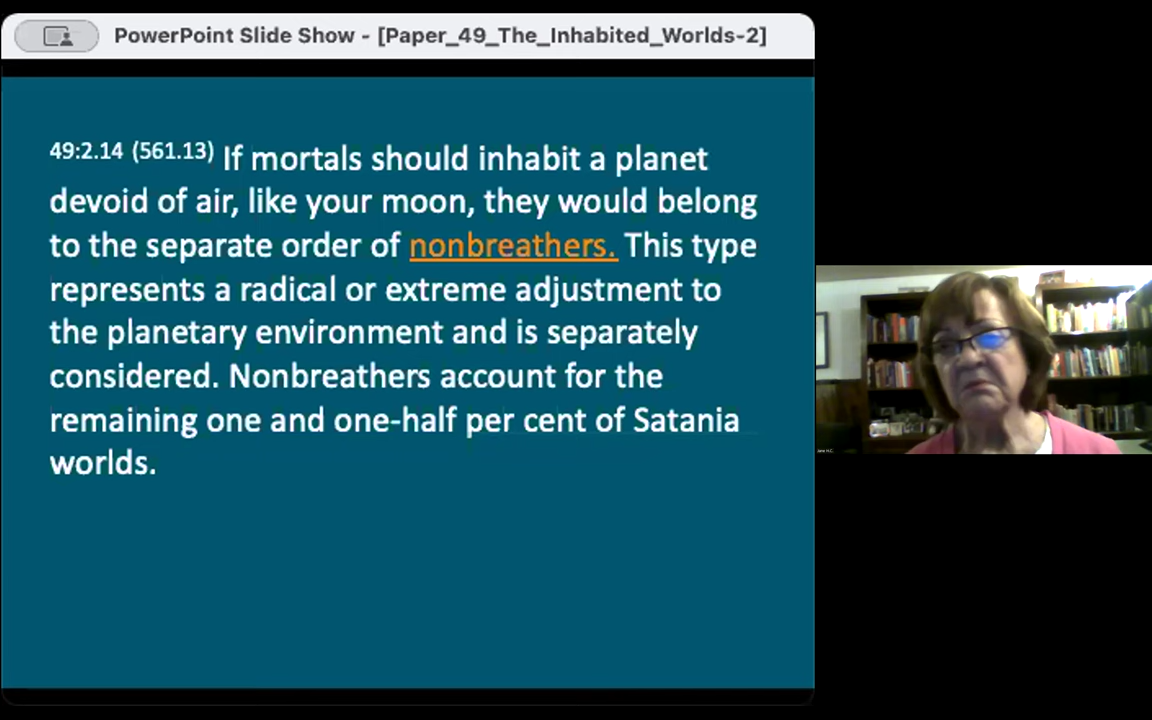 PowerPoint Slide Show - [Paper_49_The_Inhabited_Worlds-2]
49:2.14 (561.13) If mortals should inhabit a planet
devoid of air, like your moon, they would belong
to the separate order of nonbreathers. This type
represents a radical or extreme adjustment to
the planetary environment and is separately
considered. Nonbreathers account for the
remaining one and one-half per cent of Satania
worlds.